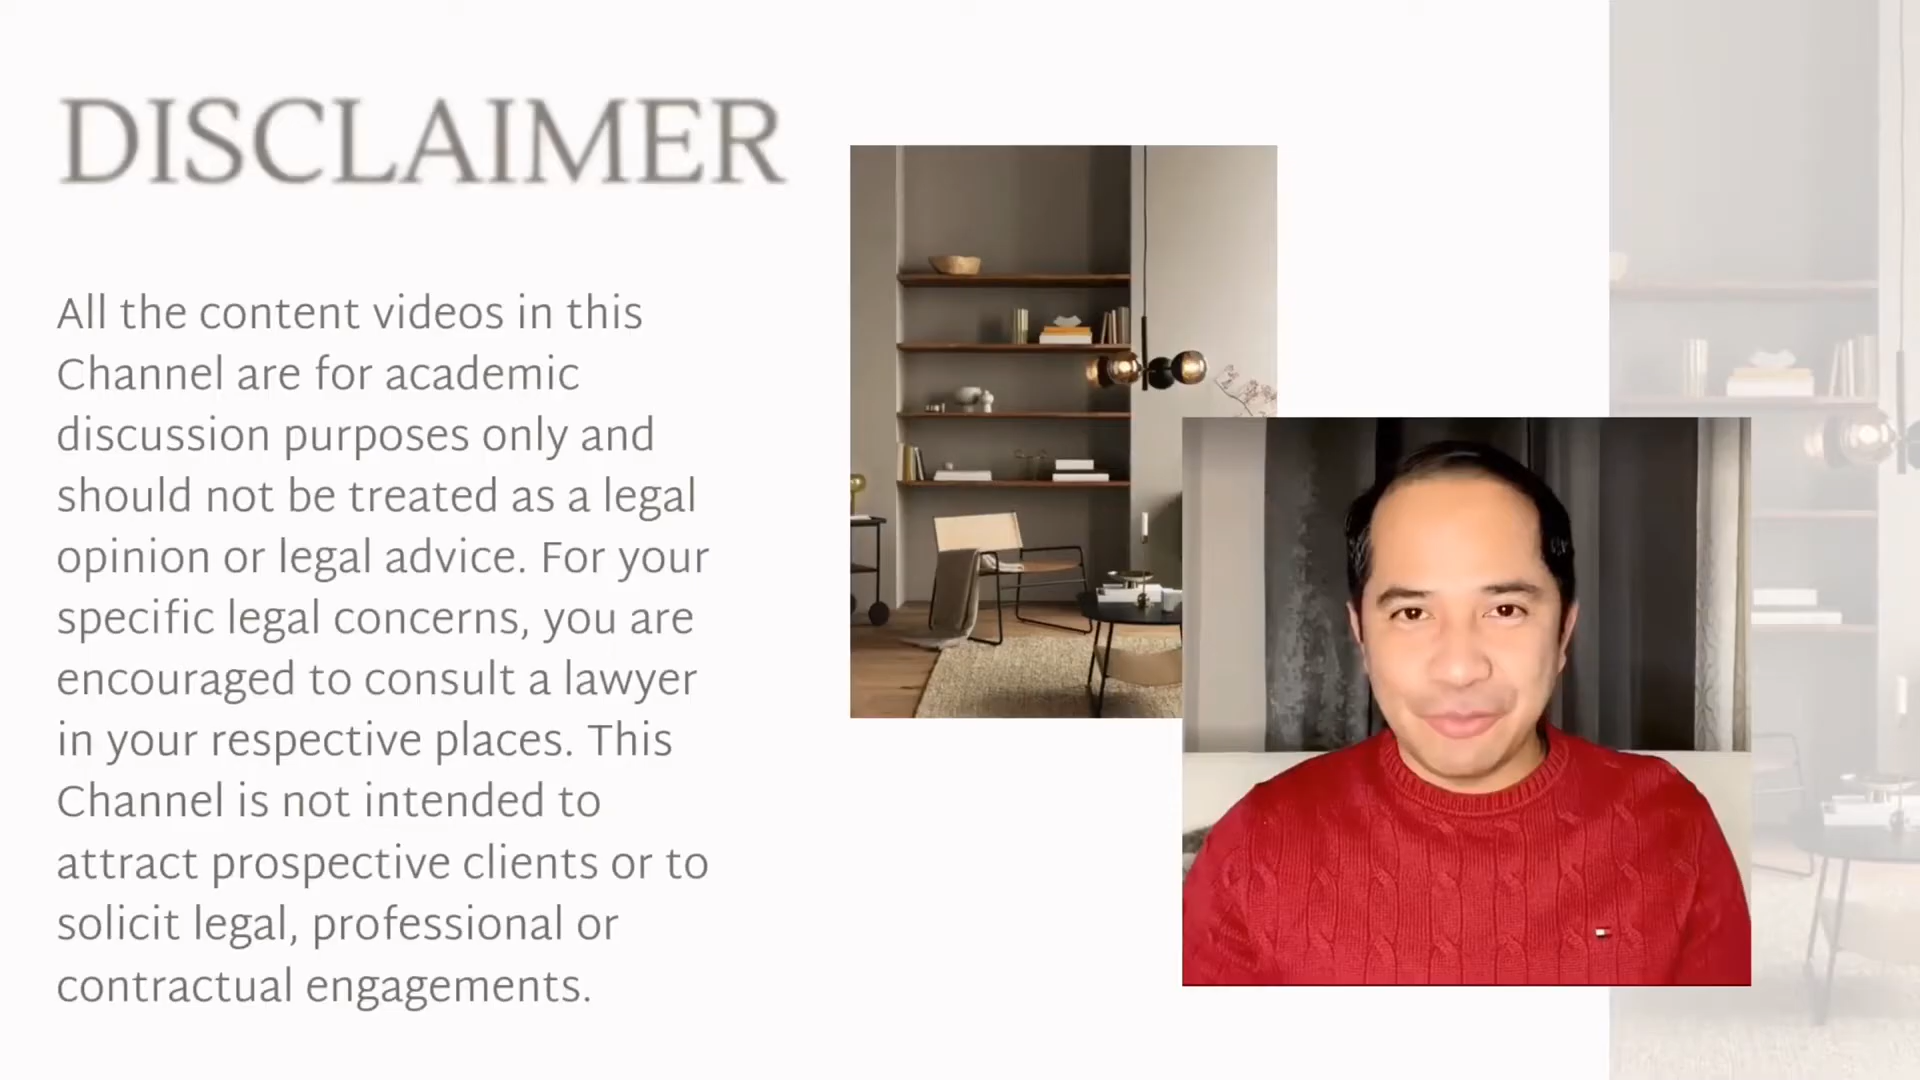 DISCLAIMER
All the content videos in this
Channel are for academic
discussion purposes only and
should not be treated as a legal
opinion or legal advice. For your
specific legal concerns, you are
encouraged to consult a lawyer
in your respective places. This
Channel is not intended to
attract prospective clients or to
solicit legal, professional or
contractual engagements.